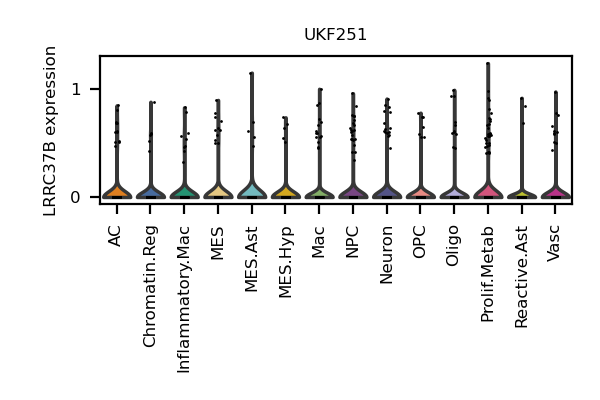 UKF251
LRRC37B expression
1
0
AC
Chromatin.Reg
Inflammatory.Mac
MES
MES.Ast
MES.Hyp
Mac
NPC
Neuron
OPC
Oligo
Prolif.Metab
Reactive.Ast
Vasc